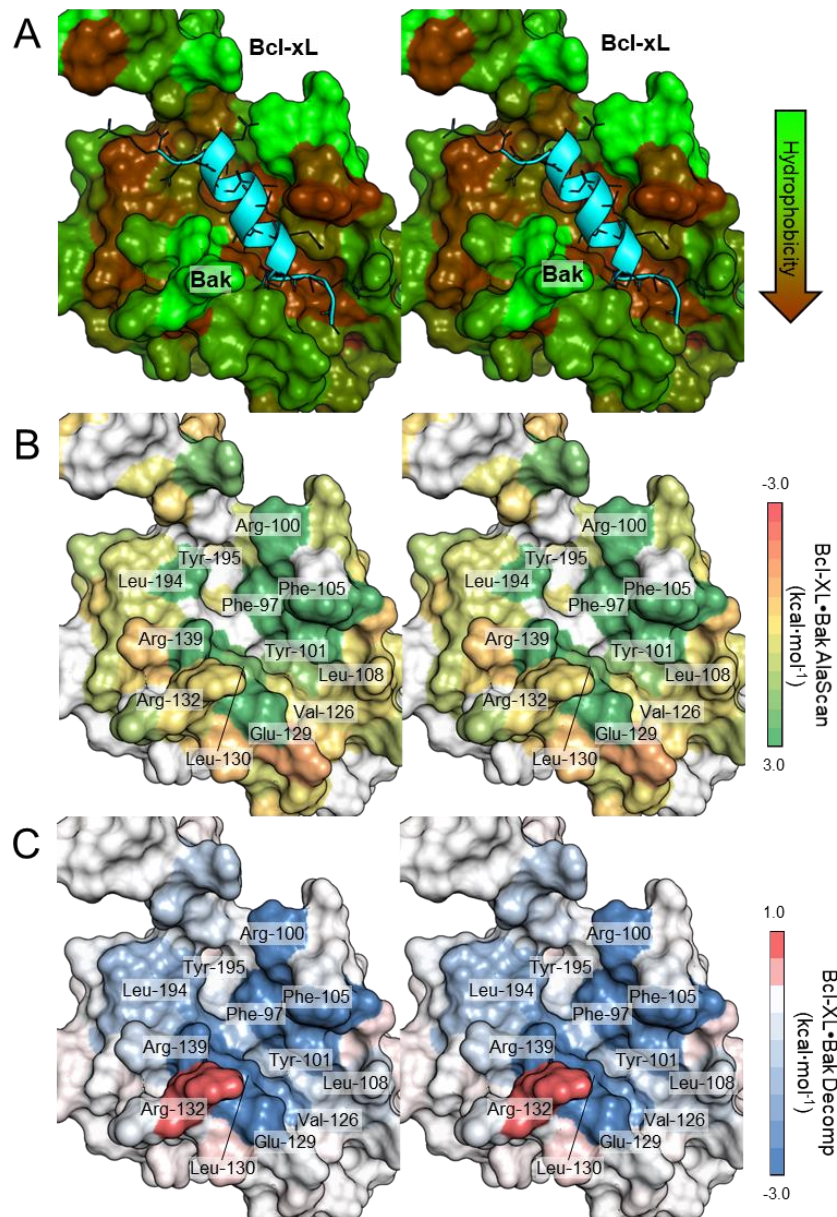 A
Bcl-xL
Bcl-xL
Bak
Bak
Hydrophobicity
B
Arg-100
Tyr-195
Leu-194
Phe-105
Phe-97
Arg-139
Tyr-101
Leu-108
Arg-132
Val-126
Glu-129
Leu-130
Arg-100
Tyr-195
Leu-194
Phe-105
Phe-97
Arg-139
Tyr-101
Leu-108
Arg-132
Val-126
Glu-129
Leu-130
-3.0
3.0
Bcl-XL•Bak AlaScan
(kcal·mol⁻¹)
C
Arg-100
Tyr-195
Leu-194
Phe-105
Phe-97
Arg-139
Tyr-101
Leu-108
Arg-132
Val-126
Glu-129
Leu-130
Arg-100
Tyr-195
Leu-194
Phe-105
Phe-97
Arg-139
Tyr-101
Leu-108
Arg-132
Val-126
Glu-129
Leu-130
1.0
-3.0
Bcl-XL•Bak Decomp
(kcal·mol⁻¹)